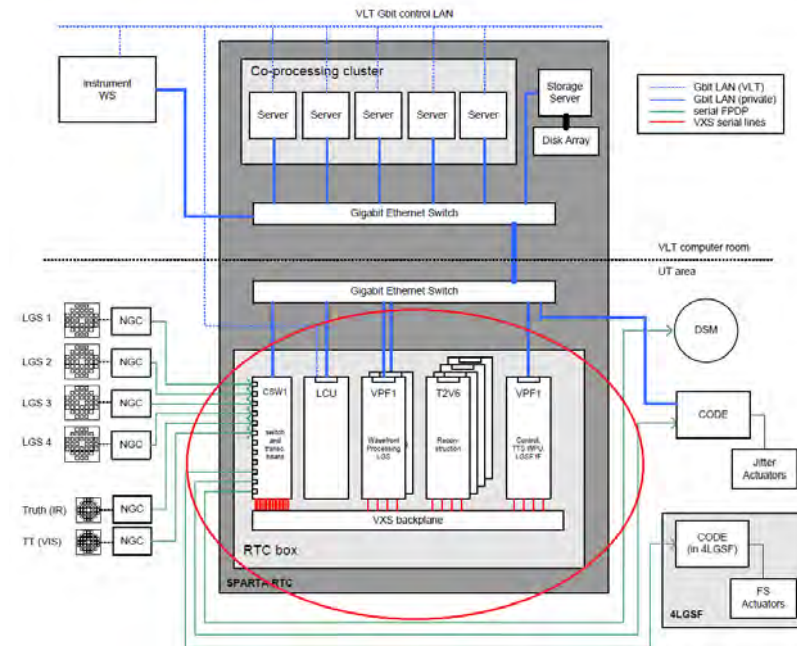 VLT Gbit control LAN
Instrument
WS
Co-processing cluster
Server
Server
Server
Server
Server
Storage
Server
Disk Array
Gbit LAN (VLT)
Gbit LAN (private)
serial FPDP
VXS serial lines
Gigabit Ethernet Switch
VLT computer room
UT area
Gigabit Ethernet Switch
LGS 1
NGC
LGS 2
NGC
LGS 3
NGC
LGS 4
NGC
Truth (IR)
NGC
TT (VIS)
NGC
CSW1
switch
and
LCU
VPF1
Wavefront
Processing
LGS
T2V6
Recon-
struction
VPF1
Control,
VXS backplane
RTC box
SPARTA RTC
DSM
CODE
Jitter
Actuators
CODE
(in 4LGSF)
FS
Actuators
4LGSF